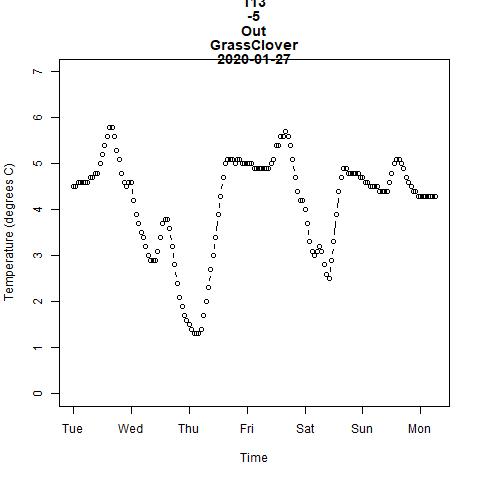 113
-5
Out
GrassClover
2020-01-27
Temperature (degrees C)
7
6
5
4
3
2
1
0
Tue Wed Thu Fri Sat Sun Mon
Time